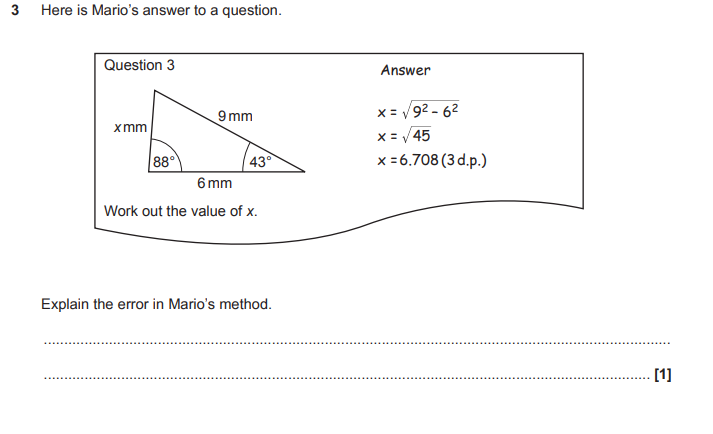 3 Here is Mario's answer to a question.
Question 3
Answer
9 mm
x = √9² - 6²
x mm
x = √45
88°
43°
x = 6.708 (3 d.p.)
6 mm
Work out the value of x.
Explain the error in Mario's method.
[1]